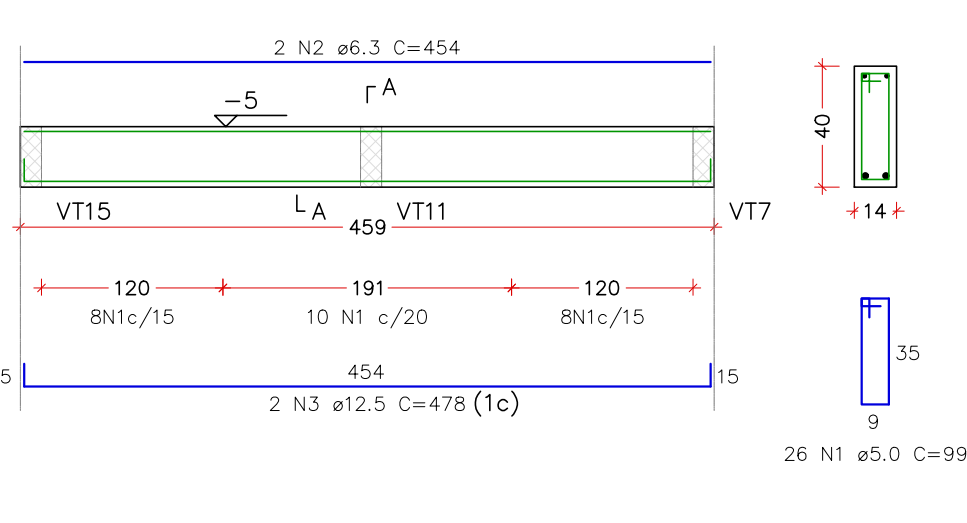 2 N2 ø6.3 C=454
A
-5
40
14
VT15
A
VT11
VT7
459
120
191
120
8N1c/15
10 N1 c/20
8N1c/15
35
5
454
15
2 N3 ø12.5 C=478 (1c)
9
26 N1 ø5.0 C=99